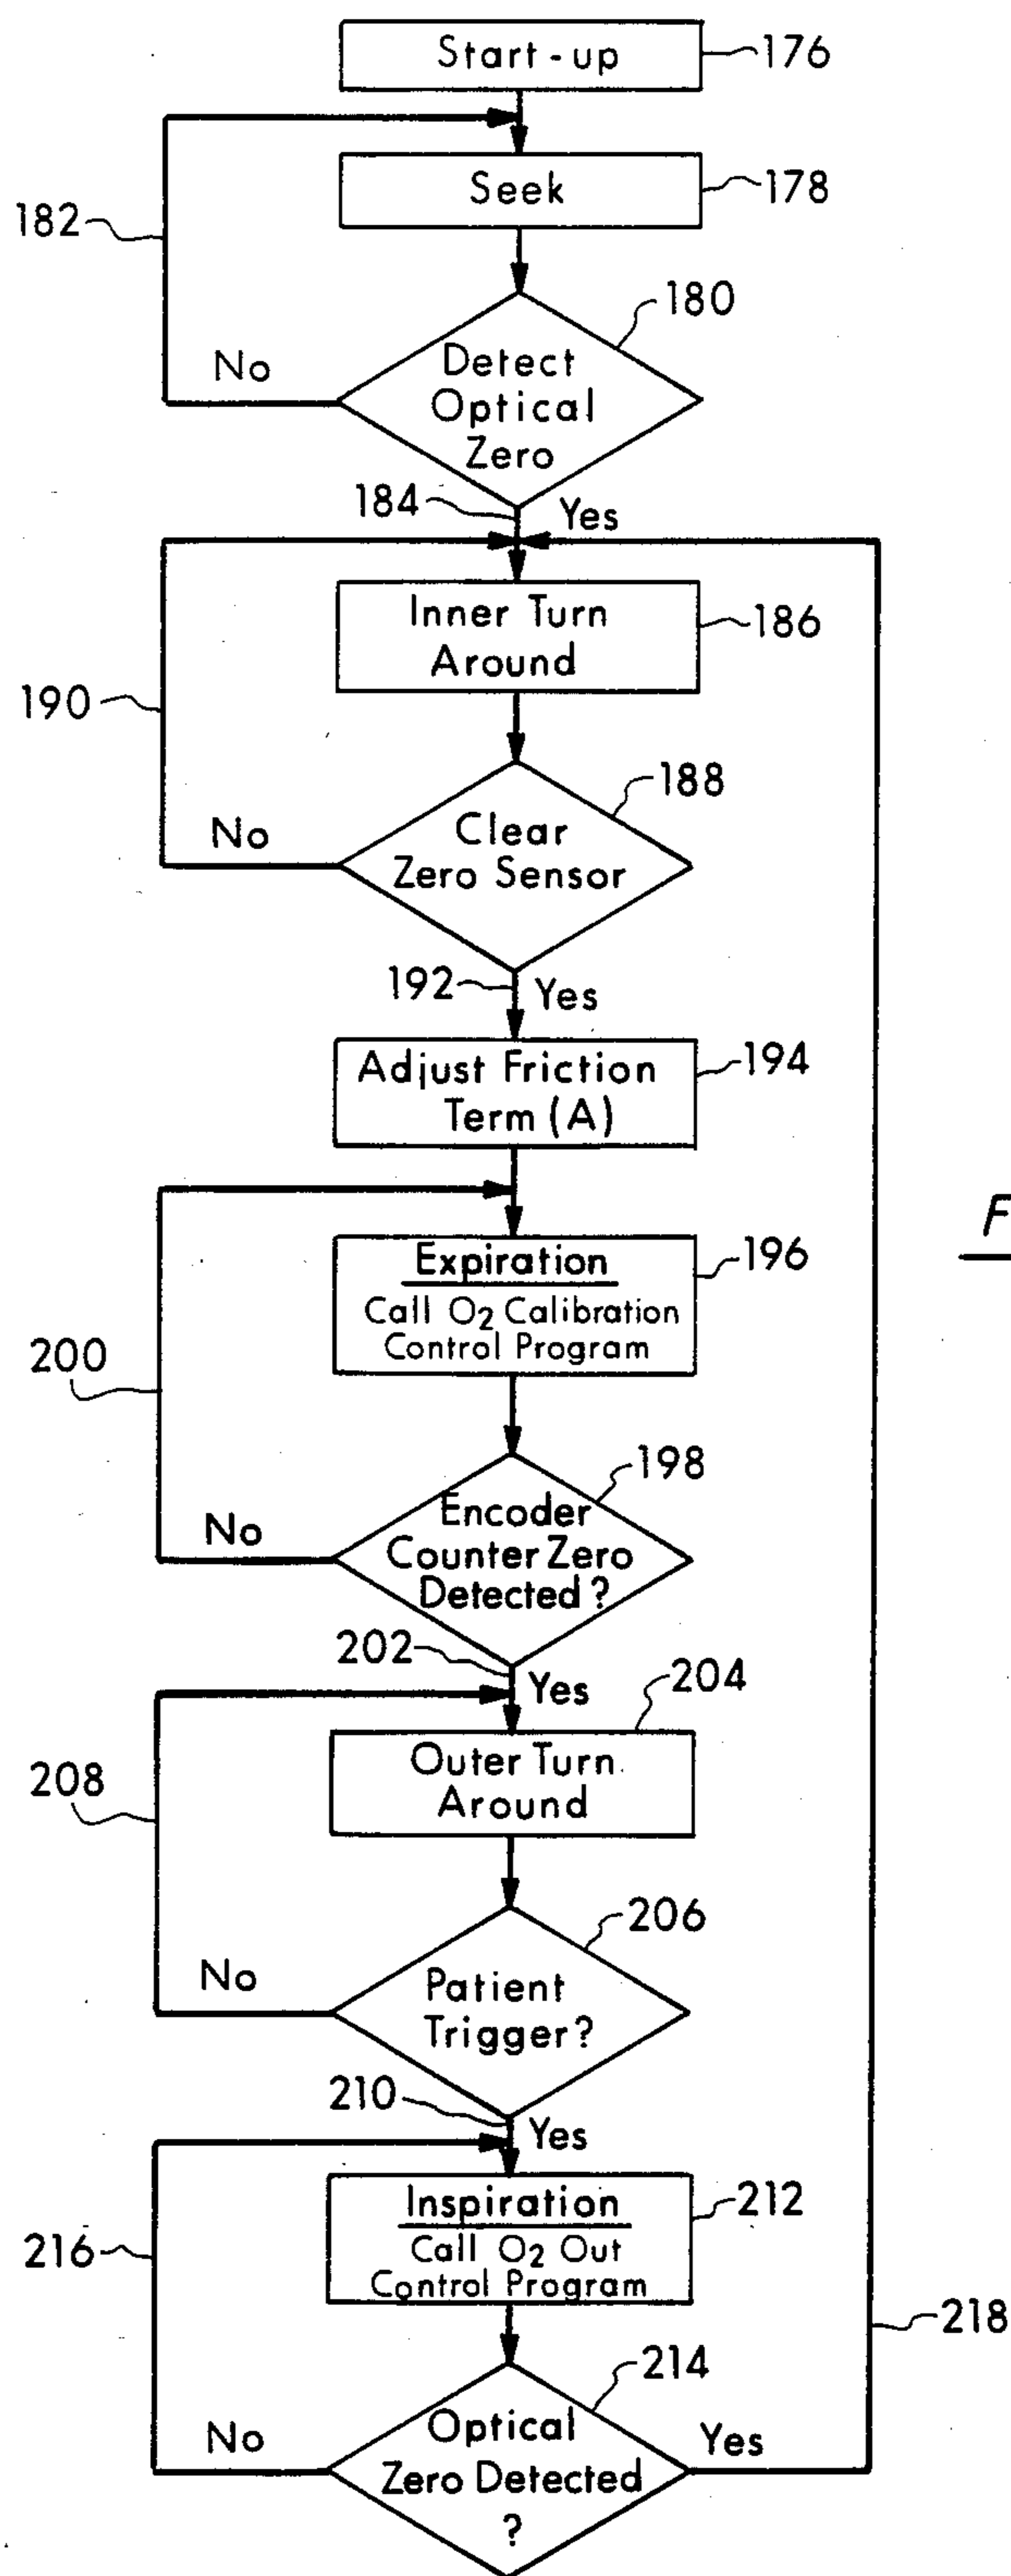 Start-up
176
Seek
178
182
180
No
Detect
Optical
Zero
184
Yes
Inner Turn
Around
186
190
188
No
Clear
Zero Sensor
192
Yes
Adjust Friction
Term (A)
194
Expiration
Call O2 Calibration
Control Program
196
F
200
198
No
Encoder
Counter Zero
Detected?
202
Yes
204
Outer Turn
Around
208
206
No
Patient
Trigger?
210
Yes
Inspiration
Call O2 Out
Control Program
212
216
218
214
No
Optical
Zero Detected
?
Yes